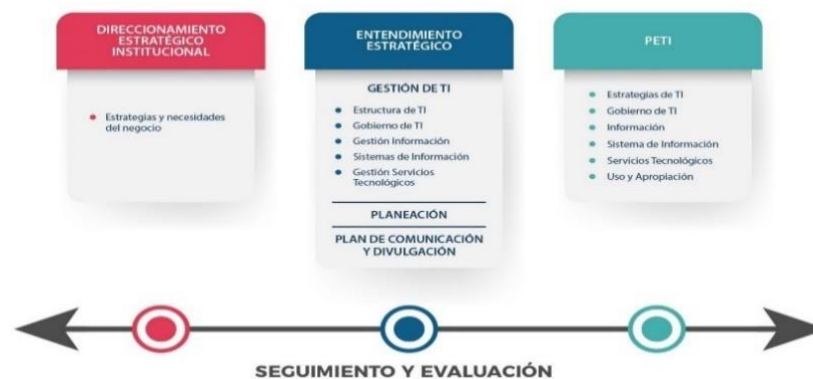 DIRECCIONAMIENTO
ESTRATÉGICO
INSTITUCIONAL
• Estrategias y necesidades
del negocio
ENTENDIMIENTO
ESTRATÉGICO
GESTIÓN DE TI
• Estructura de TI
• Gobierno de TI
• Gestión Información
• Sistemas de Información
• Gestión Servicios
Tecnológicos
PLANEACIÓN
PLAN DE COMUNICACIÓN
Y DIVULGACIÓN
PETI
• Estrategias de TI
• Gobierno de TI
• Información
• Sistema de Información
• Servicios Tecnológicos
• Uso y Apropiación
SEGUIMIENTO Y EVALUACIÓN